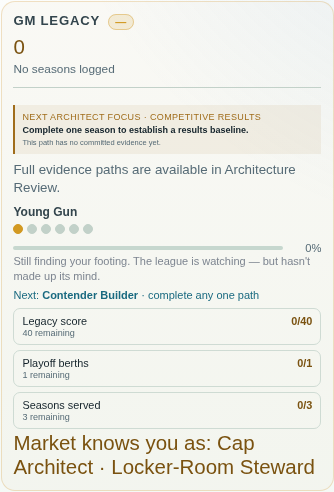 GM LEGACY —
0
No seasons logged
NEXT ARCHITECT FOCUS · COMPETITIVE RESULTS
Complete one season to establish a results baseline.
This path has no committed evidence yet.
Full evidence paths are available in Architecture
Review.
Young Gun
0%
Still finding your footing. The league is watching — but hasn't
made up its mind.
Next: Contender Builder · complete any one path
Legacy score 0/40
40 remaining
Playoff berths 0/1
1 remaining
Seasons served 0/3
3 remaining
Market knows you as: Cap
Architect · Locker-Room Steward